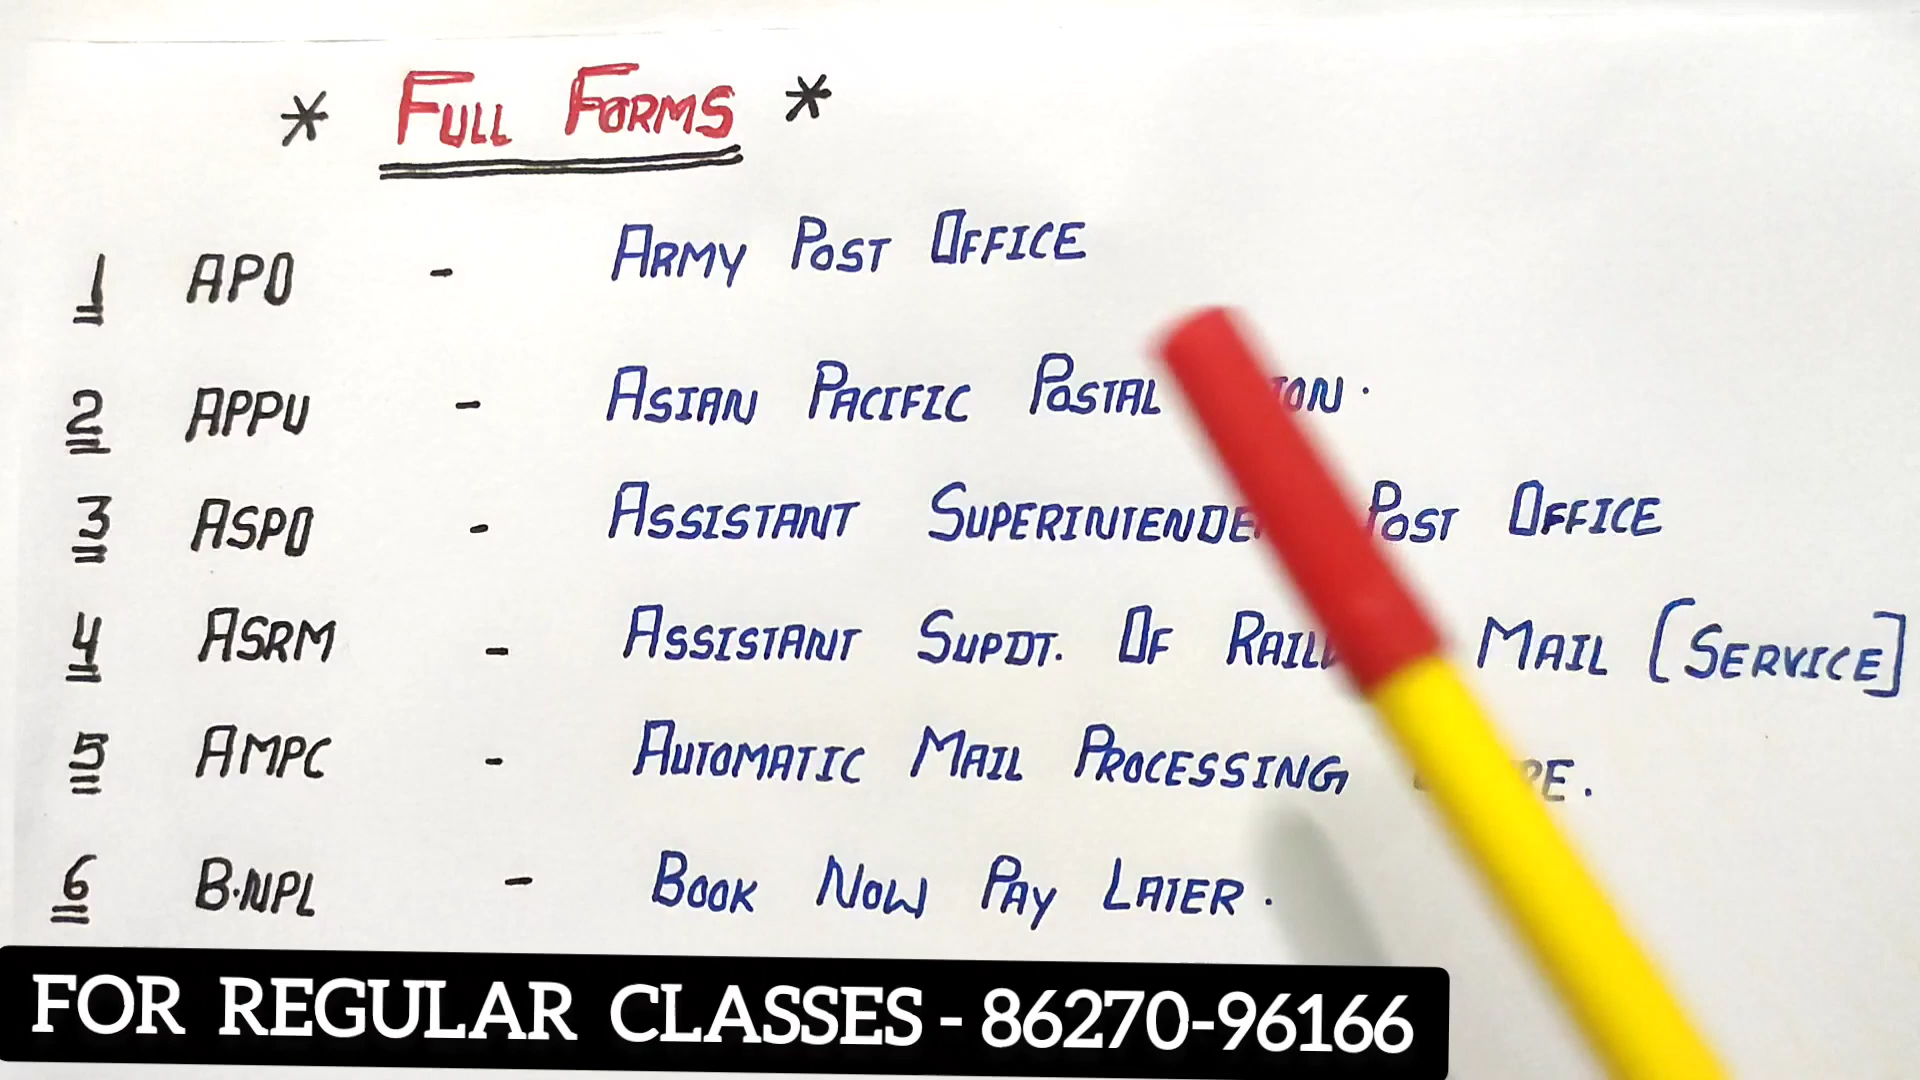 * FULL FORMS *
1 APO - ARMY POST OFFICE
2 APPU - ASIAN PACIFIC POSTAL
3 ASPO - ASSISTANT POST OFFICE
4 ASRM - ASSISTANT SUPDT. OF MAIL [SERVICE]
5 AMPC - AUTOMATIC MAIL PROCESSING
6 B.NPL - BOOK NOW PAY LATER.
FOR REGULAR CLASSES - 86270-96166